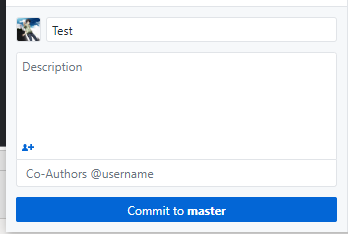 Test
Description
Co-Authors @username
Commit to master